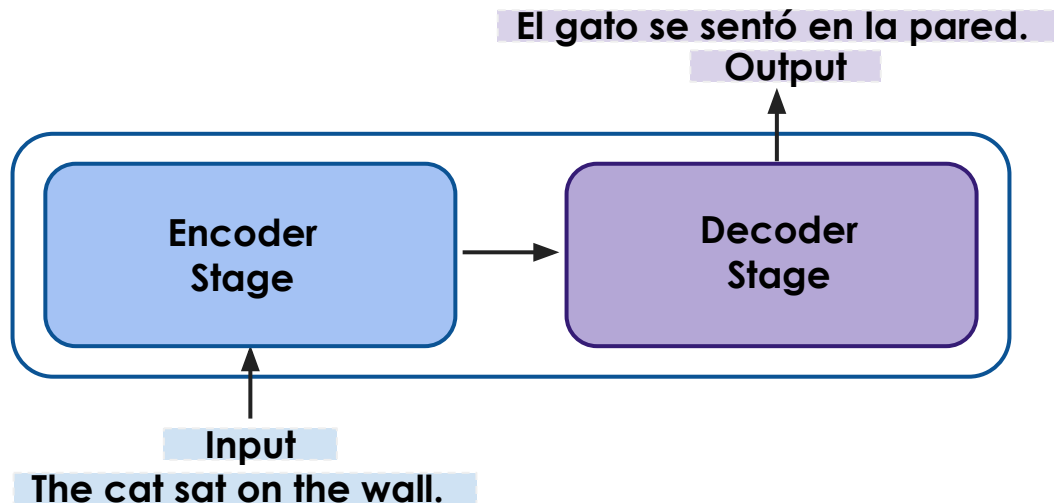 El gato se sentó en la pared.
Output
Encoder
Stage
Decoder
Stage
Input
The cat sat on the wall.